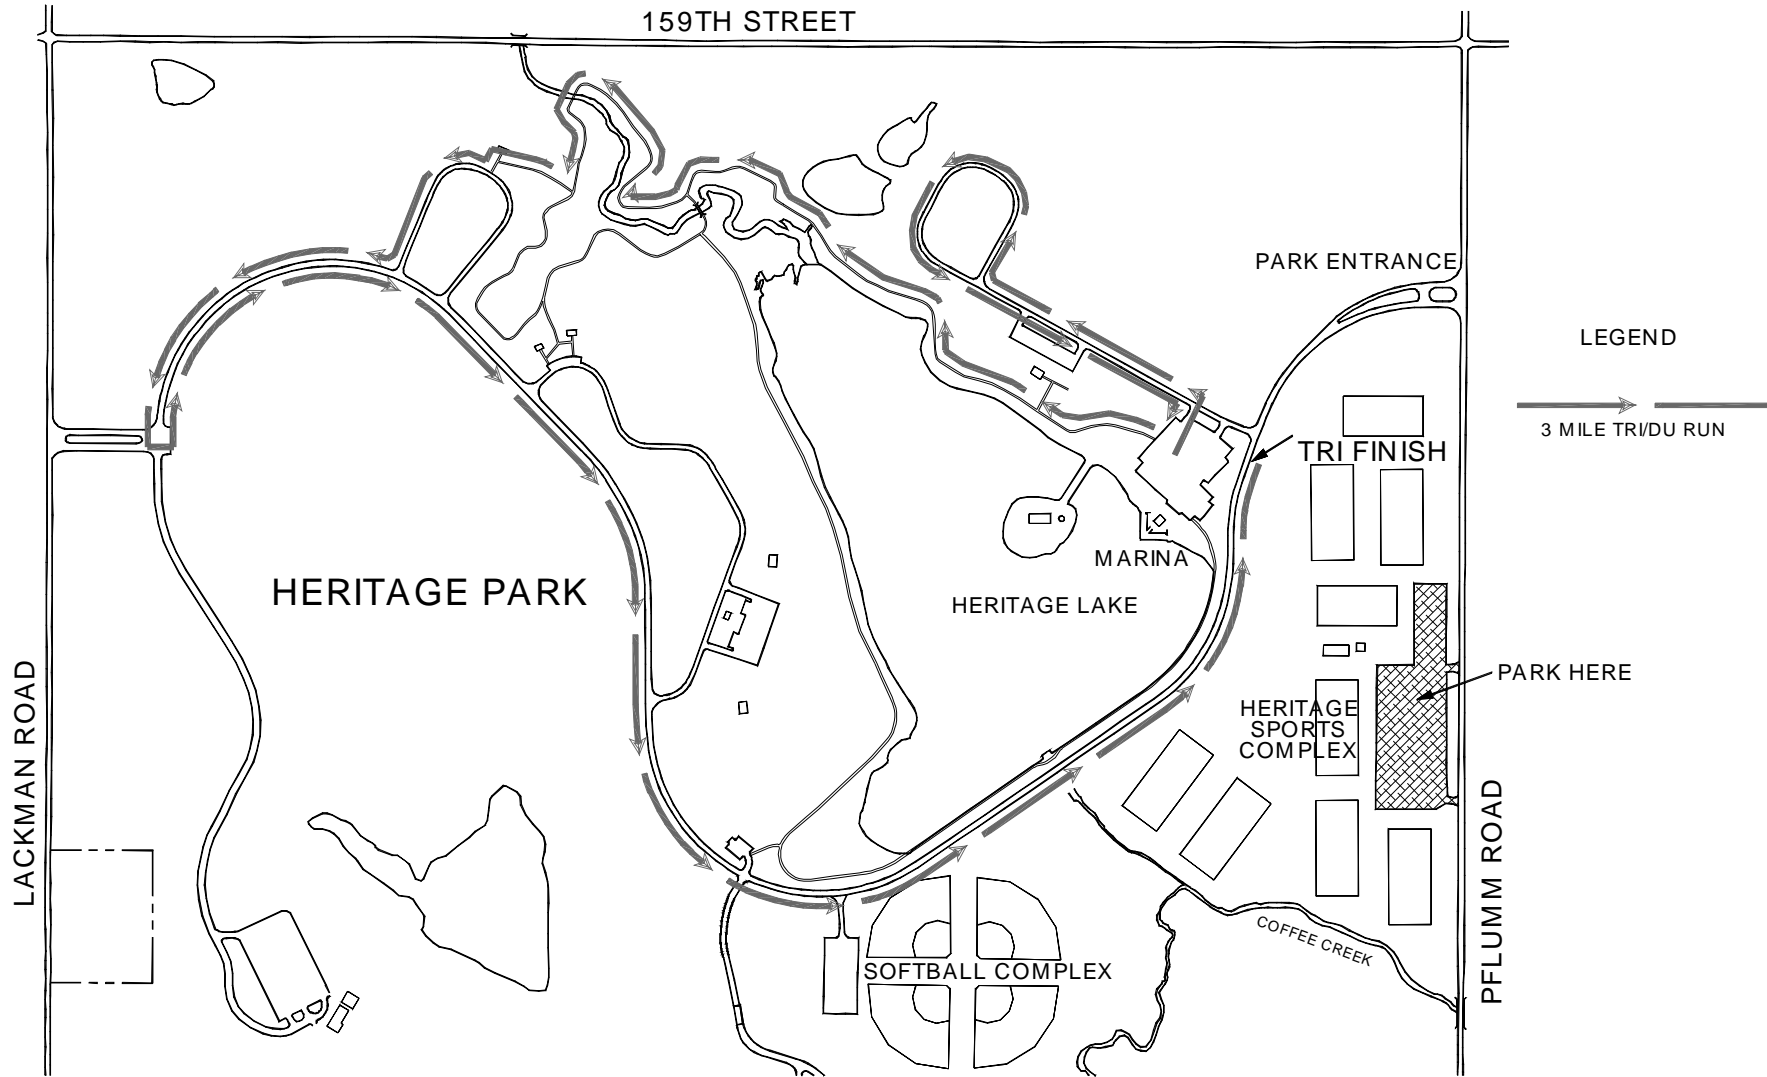 159TH STREET
PARK ENTRANCE
LEGEND
3 MILE TRI/DU RUN
TRI FINISH
MARINA
HERITAGE PARK
HERITAGE LAKE
PARK HERE
HERITAGE
SPORTS
COMPLEX
LACKMAN ROAD
PFLUMM ROAD
COFFEE CREEK
SOFTBALL COMPLEX